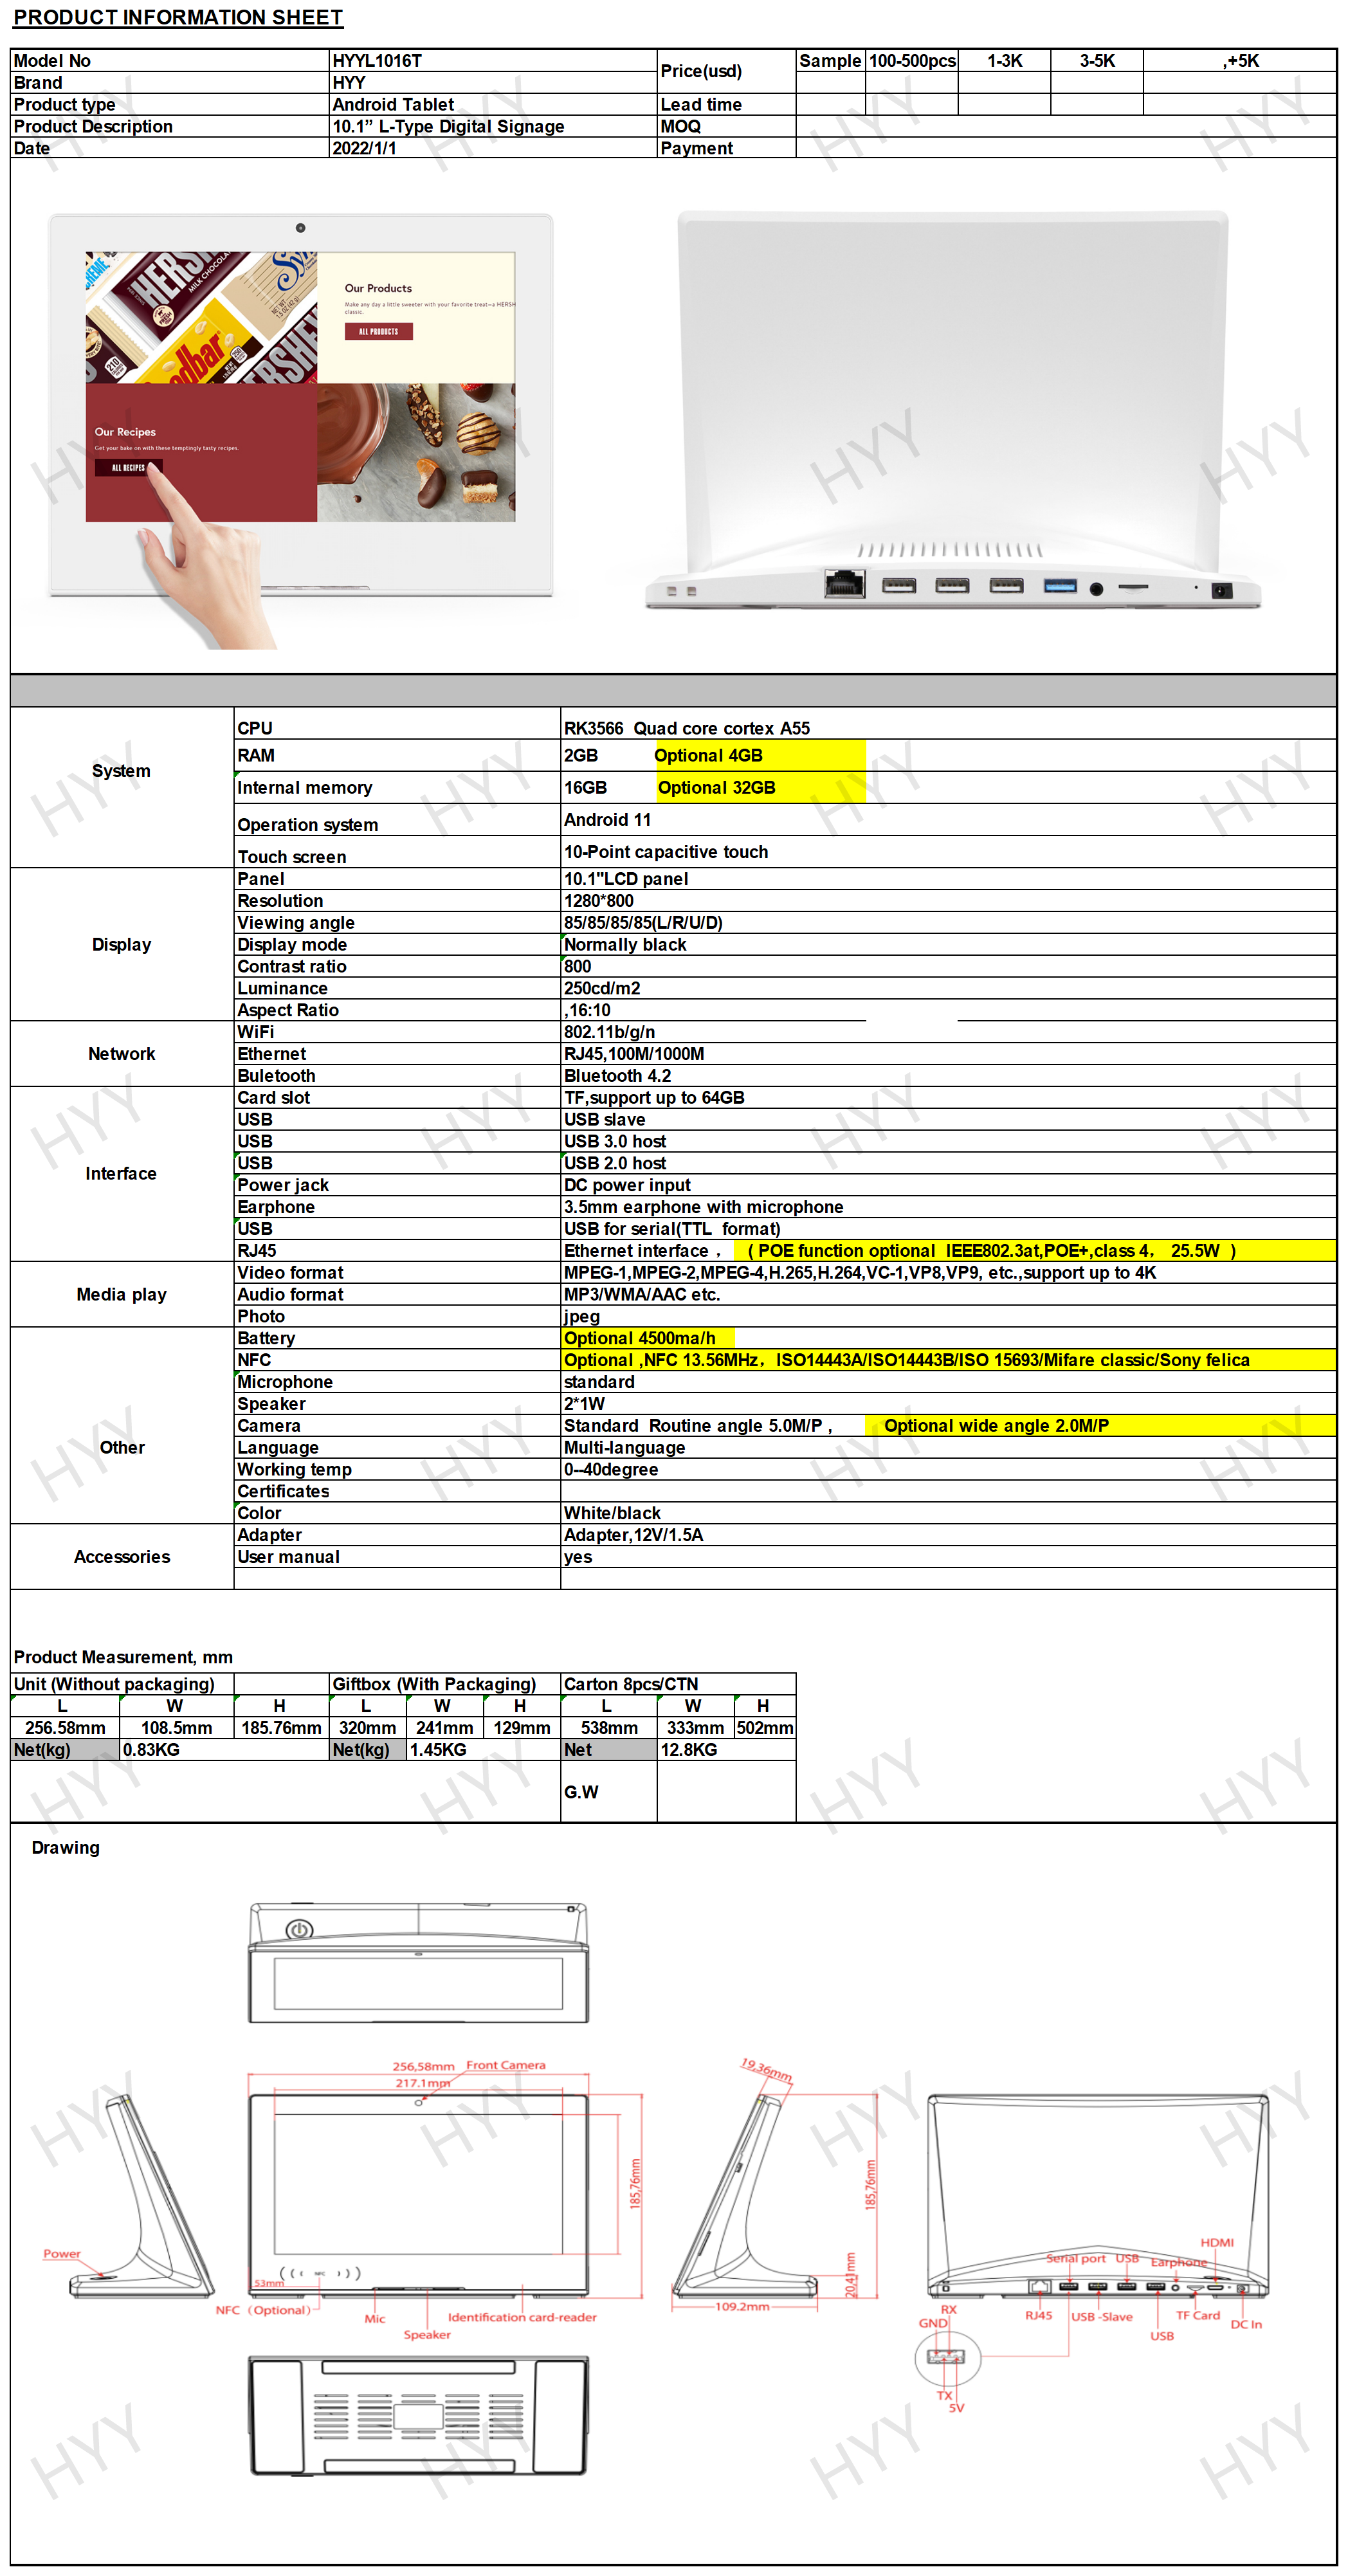 PRODUCT INFORMATION SHEET
Model No HYYL1016T Price(usd) Sample 100-500pcs 1-3K 3-5K ,+5K
Brand HYY
Product type Android Tablet Lead time
Product Description 10.1” L-Type Digital Signage MOQ
Date 2022/1/1 Payment
HERSH
MILK CHOCOLA
Our Products
Make any day a little sweeter with your favorite treat—a HERSH
classic.
ALL PRODUCTS
Our Recipes
Get your bake on with these temptingly tasty recipes.
ALL RECIPES
System
CPU RK3566 Quad core cortex A55
RAM 2GB Optional 4GB
Internal memory 16GB Optional 32GB
Operation system Android 11
Touch screen 10-Point capacitive touch
Display
Panel 10.1"LCD panel
Resolution 1280*800
Viewing angle 85/85/85/85(L/R/U/D)
Display mode Normally black
Contrast ratio 800
Luminance 250cd/m2
Aspect Ratio ,16:10
Network
WiFi 802.11b/g/n
Ethernet RJ45,100M/1000M
Buletooth Bluetooth 4.2
Interface
Card slot TF,support up to 64GB
USB USB slave
USB USB 3.0 host
USB USB 2.0 host
Power jack DC power input
Earphone 3.5mm earphone with microphone
USB USB for serial(TTL format)
RJ45 Ethernet interface , ( POE function optional IEEE802.3at,POE+,class 4, 25.5W )
Media play
Video format MPEG-1,MPEG-2,MPEG-4,H.265,H.264,VC-1,VP8,VP9, etc.,support up to 4K
Audio format MP3/WMA/AAC etc.
Photo jpeg
Other
Battery Optional 4500ma/h
NFC Optional ,NFC 13.56MHz, ISO14443A/ISO14443B/ISO 15693/Mifare classic/Sony felica
Microphone standard
Speaker 2*1W
Camera Standard Routine angle 5.0M/P , Optional wide angle 2.0M/P
Language Multi-language
Working temp 0--40degree
Certificates
Color White/black
Accessories
Adapter Adapter,12V/1.5A
User manual yes
Product Measurement, mm
Unit (Without packaging) Giftbox (With Packaging) Carton 8pcs/CTN
L W H L W H L W H
256.58mm 108.5mm 185.76mm 320mm 241mm 129mm 538mm 333mm 502mm
Net(kg) 0.83KG Net(kg) 1.45KG Net 12.8KG
G.W
Drawing
256,58mm Front Camera
217.1mm
19,36mm
185,76mm
185,76mm
20,41mm
109.2mm
Power
NFC
53mm
NFC (Optional)
Mic
Speaker
Identification card-reader
HDMI
Serial port USB Earphone
RJ45 USB -Slave USB TF Card DC In
RX
GND
TX
5V
HYY